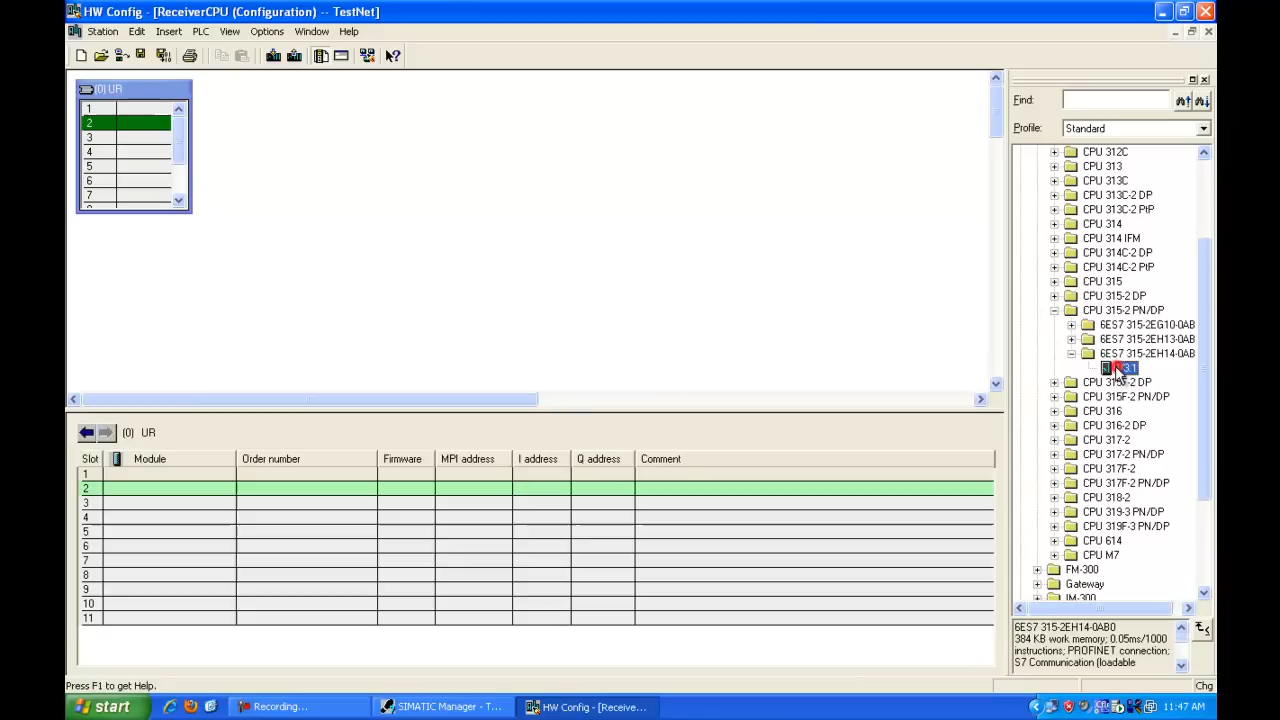 HW Config - [ReceiverCPU (Configuration) -- TestNet]
Station Edit Insert PLC View Options Window Help
(0) UR
1
2
3
4
5
6
7
Find:
Profile: Standard
CPU 312C
CPU 313
CPU 313C
CPU 313C-2 DP
CPU 313C-2 PtP
CPU 314
CPU 314 IFM
CPU 314C-2 DP
CPU 314C-2 PtP
CPU 315
CPU 315-2 DP
CPU 315-2 PN/DP
6ES7 315-2EG10-0AB
6ES7 315-2EH13-0AB
6ES7 315-2EH14-0AB
3.1
CPU 315F-2 DP
CPU 315F-2 PN/DP
CPU 316
CPU 316-2 DP
CPU 317-2
CPU 317-2 PN/DP
CPU 317F-2
CPU 317F-2 PN/DP
CPU 318-2
CPU 319-3 PN/DP
CPU 319F-3 PN/DP
CPU 614
CPU M7
FM-300
Gateway
IM-300
(0) UR
Slot Module Order number Firmware MPI address I address Q address Comment
1
2
3
4
5
6
7
8
9
10
11
6ES7 315-2EH14-0AB0
384 KB work memory; 0.05ms/1000
instructions; PROFINET connection;
S7 Communication (loadable
Press F1 to get Help.
Chg
start
Recording...
SIMATIC Manager - T...
HW Config - [Receive...
11:47 AM